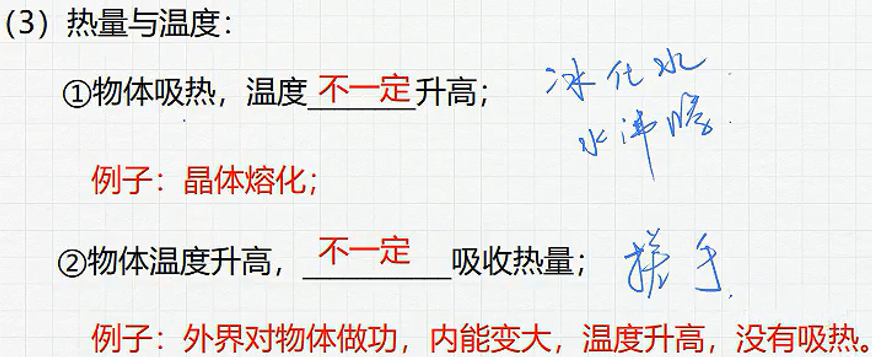 （3）热量与温度：
①物体吸热，温度不一定升高；
冰化水
水沸腾.
例子：晶体熔化；
②物体温度升高，不一定吸收热量；
搓手.
例子：外界对物体做功，内能变大，温度升高，没有吸热。